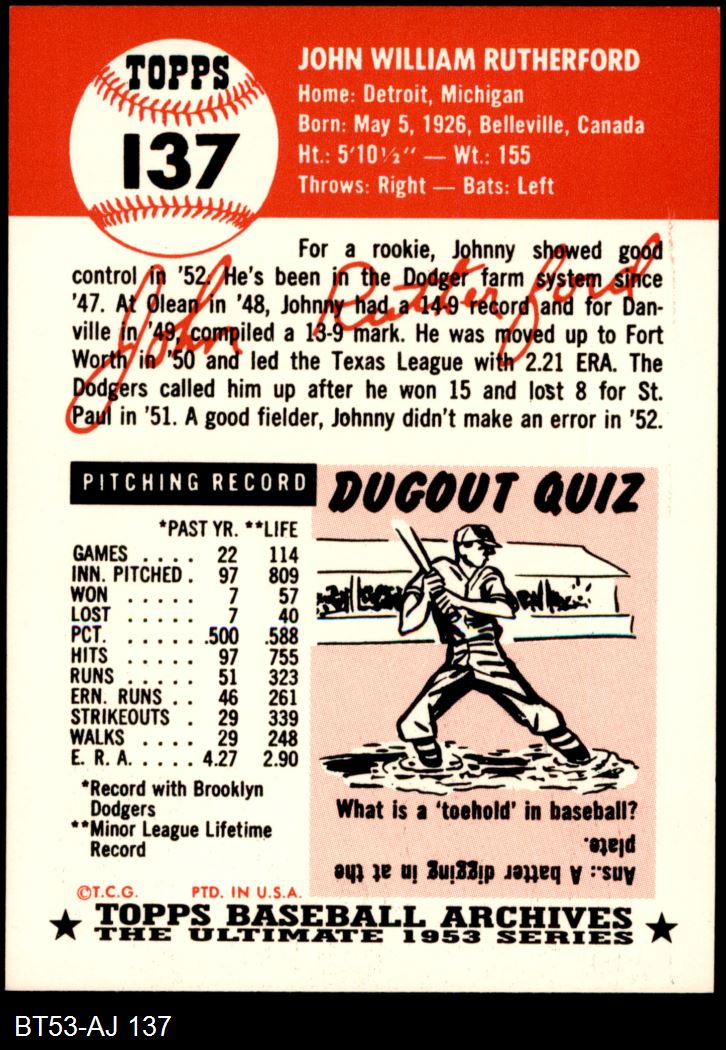 TOPPS
137
JOHN WILLIAM RUTHERFORD
Home: Detroit, Michigan
Born: May 5, 1926, Belleville, Canada
Ht.: 5'10½" — Wt.: 155
Throws: Right — Bats: Left
For a rookie, Johnny showed good
control in '52. He's been in the Dodger farm system since
'47. At Olean in '48, Johnny had a 14-9 record and for Dan-
ville in '49, compiled a 13-9 mark. He was moved up to Fort
Worth in '50 and led the Texas League with 2.21 ERA. The
Dodgers called him up after he won 15 and lost 8 for St.
Paul in '51. A good fielder, Johnny didn't make an error in '52.
John Rutherford
PITCHING RECORD
*PAST YR. **LIFE
GAMES .... 22 114
INN. PITCHED . 97 809
WON ..... 7 57
LOST ..... 7 40
PCT. ...... .500 .588
HITS ...... 97 755
RUNS ..... 51 323
ERN. RUNS .. 46 261
STRIKEOUTS . 29 339
WALKS .... 29 248
E. R. A. ..... 4.27 2.90
*Record with Brooklyn
Dodgers
**Minor League Lifetime
Record
DUGOUT QUIZ
What is a 'toehold' in baseball?
Ans.: A batter digging in at the
plate.
©T.C.G. PTD. IN U.S.A.
TOPPS BASEBALL ARCHIVES
THE ULTIMATE 1953 SERIES
BT53-AJ 137